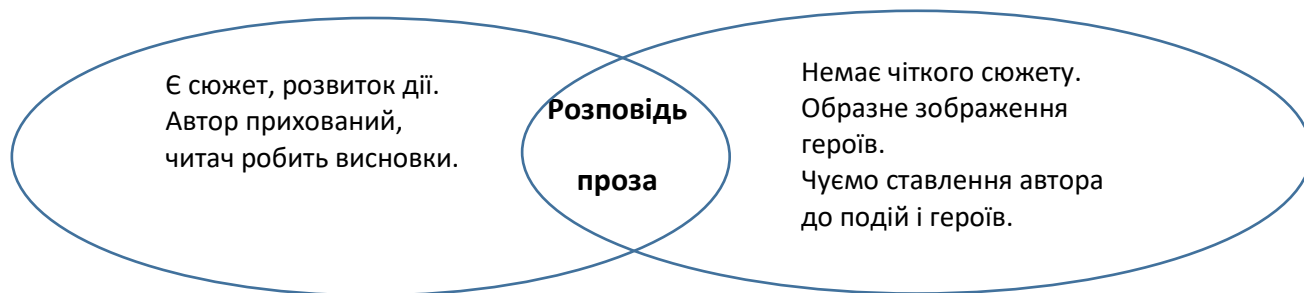 Є сюжет, розвиток дії.
Автор прихований,
читач робить висновки.
Розповідь
проза
Немає чіткого сюжету.
Образне зображення
героїв.
Чуємо ставлення автора
до подій і героїв.